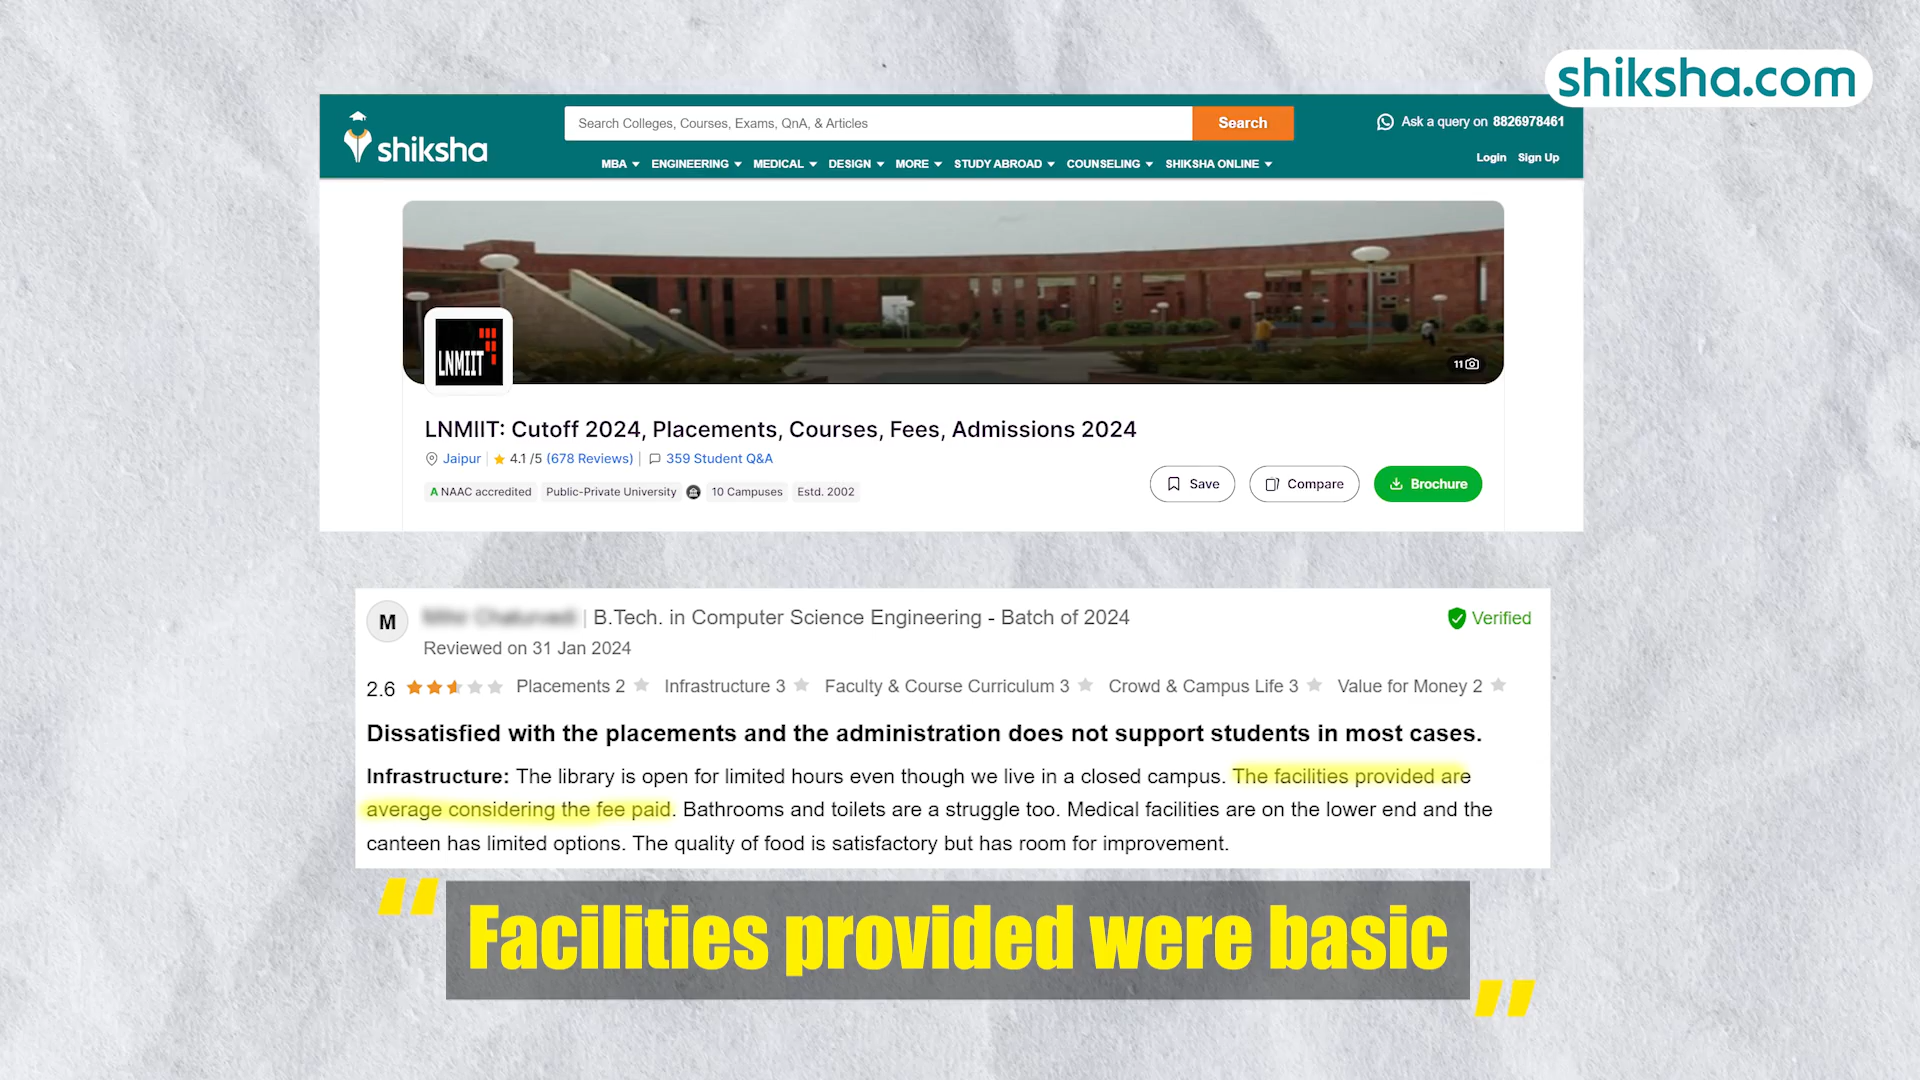 shiksha.com
shiksha
Search Colleges, Courses, Exams, QnA, & Articles
Search
Ask a query on 8826978461
MBA ENGINEERING MEDICAL DESIGN MORE STUDY ABROAD COUNSELING SHIKSHA ONLINE
Login Sign Up
LNMIIT
11
LNMIIT: Cutoff 2024, Placements, Courses, Fees, Admissions 2024
Jaipur | 4.1 /5 (678 Reviews) | 359 Student Q&A
A NAAC accredited Public-Private University 10 Campuses Estd. 2002
Save Compare Brochure
M | B.Tech. in Computer Science Engineering - Batch of 2024
Verified
Reviewed on 31 Jan 2024
2.6 Placements 2 Infrastructure 3 Faculty & Course Curriculum 3 Crowd & Campus Life 3 Value for Money 2
Dissatisfied with the placements and the administration does not support students in most cases.
Infrastructure: The library is open for limited hours even though we live in a closed campus. The facilities provided are
average considering the fee paid. Bathrooms and toilets are a struggle too. Medical facilities are on the lower end and the
canteen has limited options. The quality of food is satisfactory but has room for improvement.
“Facilities provided were basic”